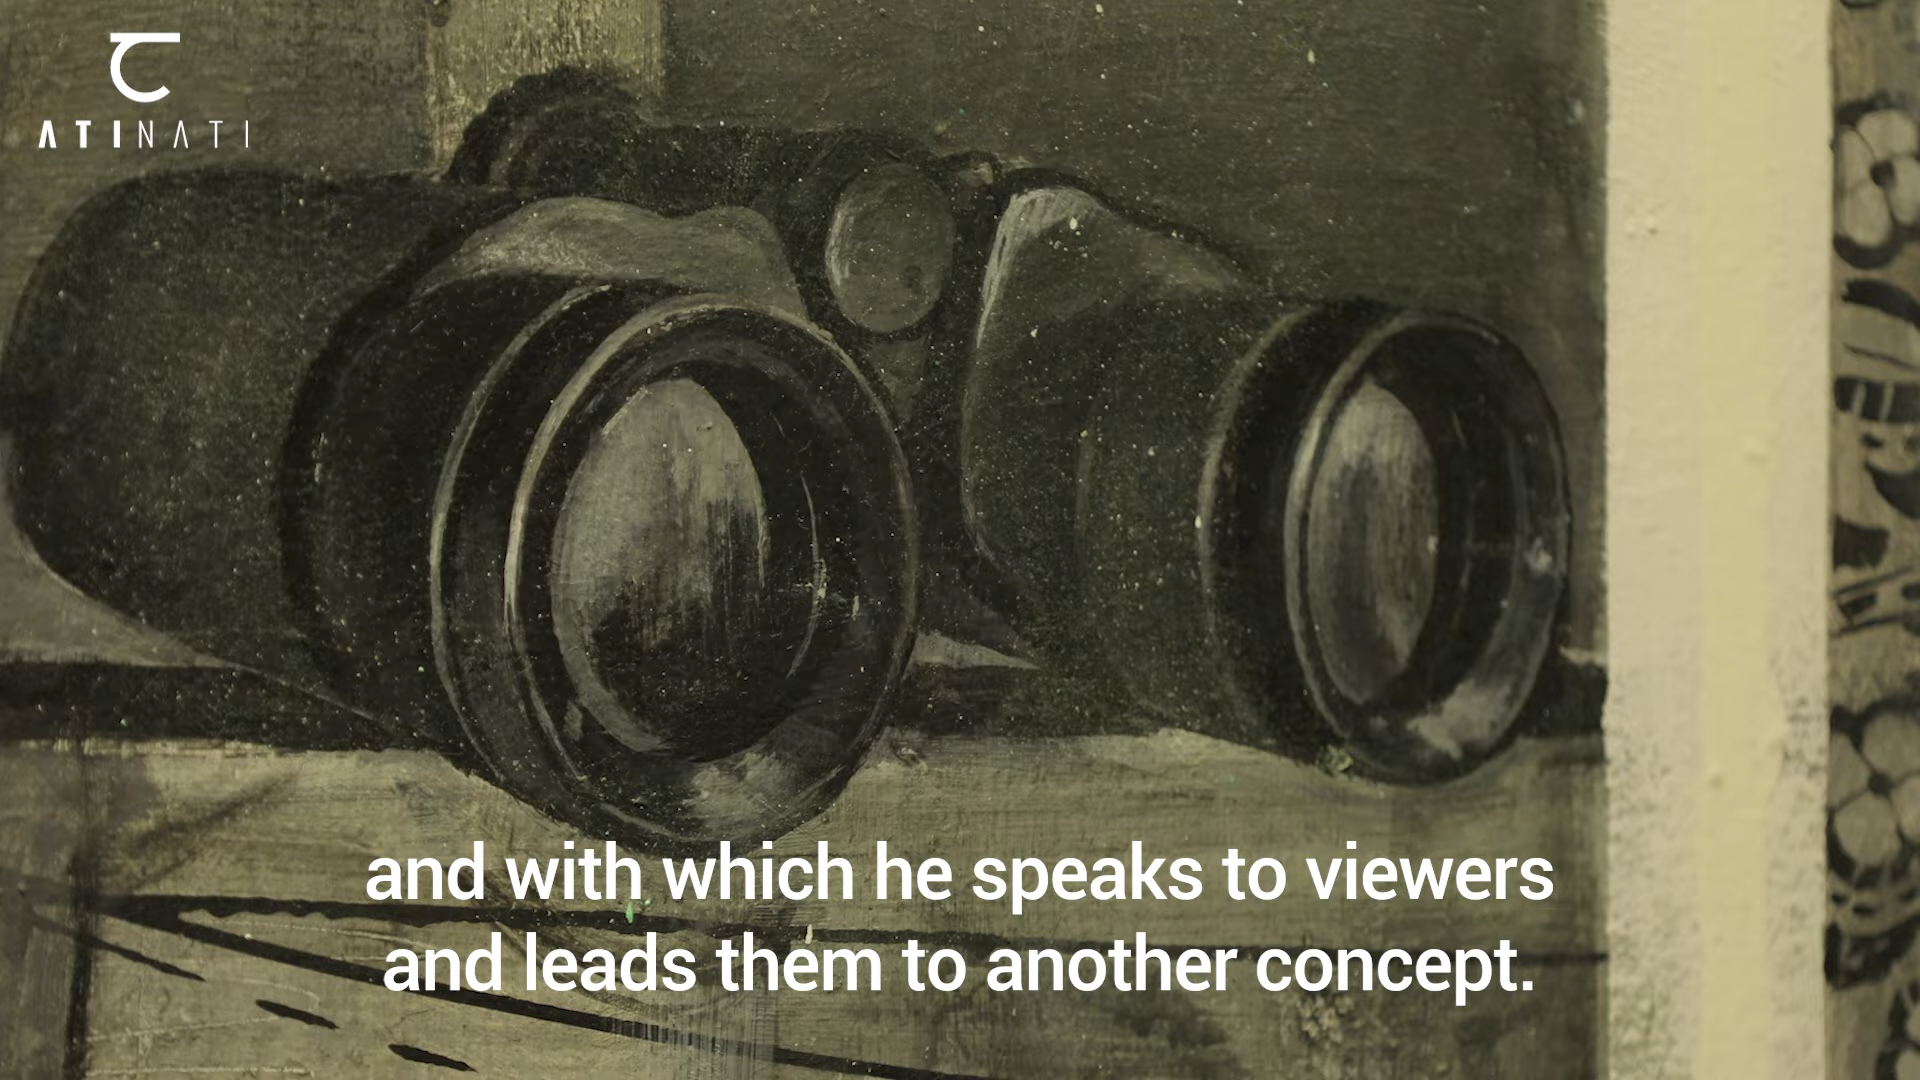 ATINATI
and with which he speaks to viewers
and leads them to another concept.